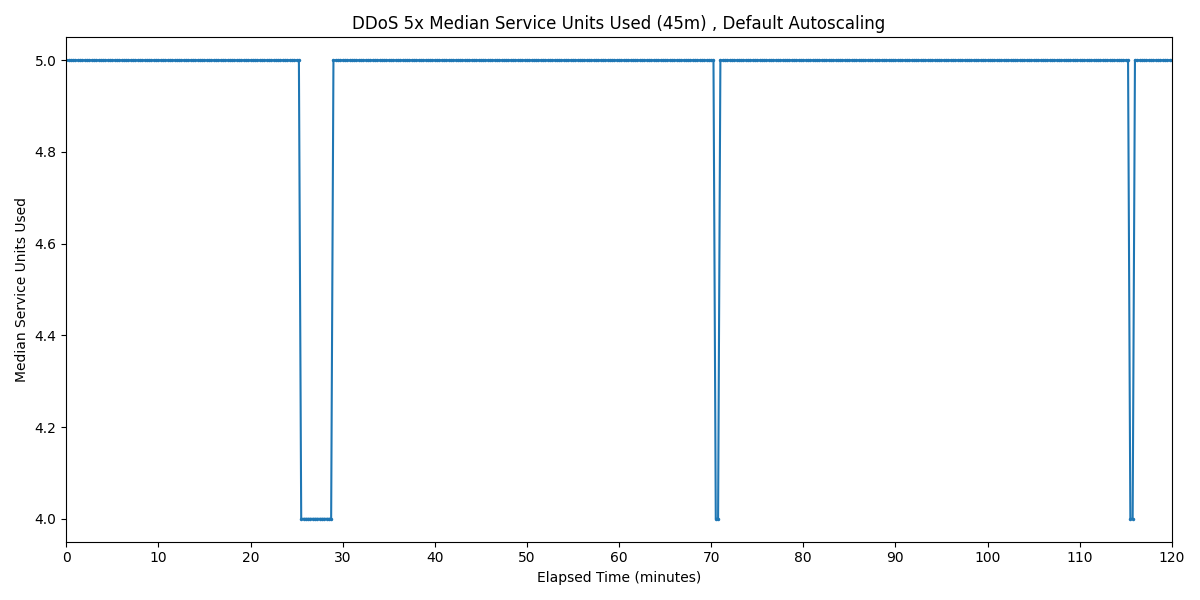 DDoS 5x Median Service Units Used (45m) , Default Autoscaling
Median Service Units Used
5.0
4.8
4.6
4.4
4.2
4.0
0 10 20 30 40 50 60 70 80 90 100 110 120
Elapsed Time (minutes)